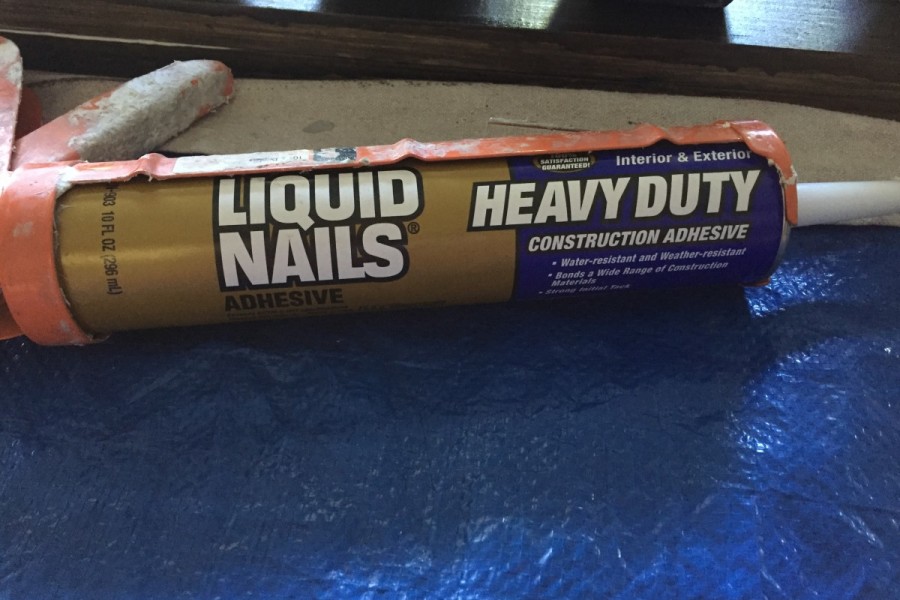 LIQUID
NAILS®
ADHESIVE
10 FL OZ (296 mL)
SATISFACTION
GUARANTEED!
Interior & Exterior
HEAVY DUTY
CONSTRUCTION ADHESIVE
• Water-resistant and Weather-resistant
• Bonds a Wide Range of Construction
Materials
• Strong Initial Tack